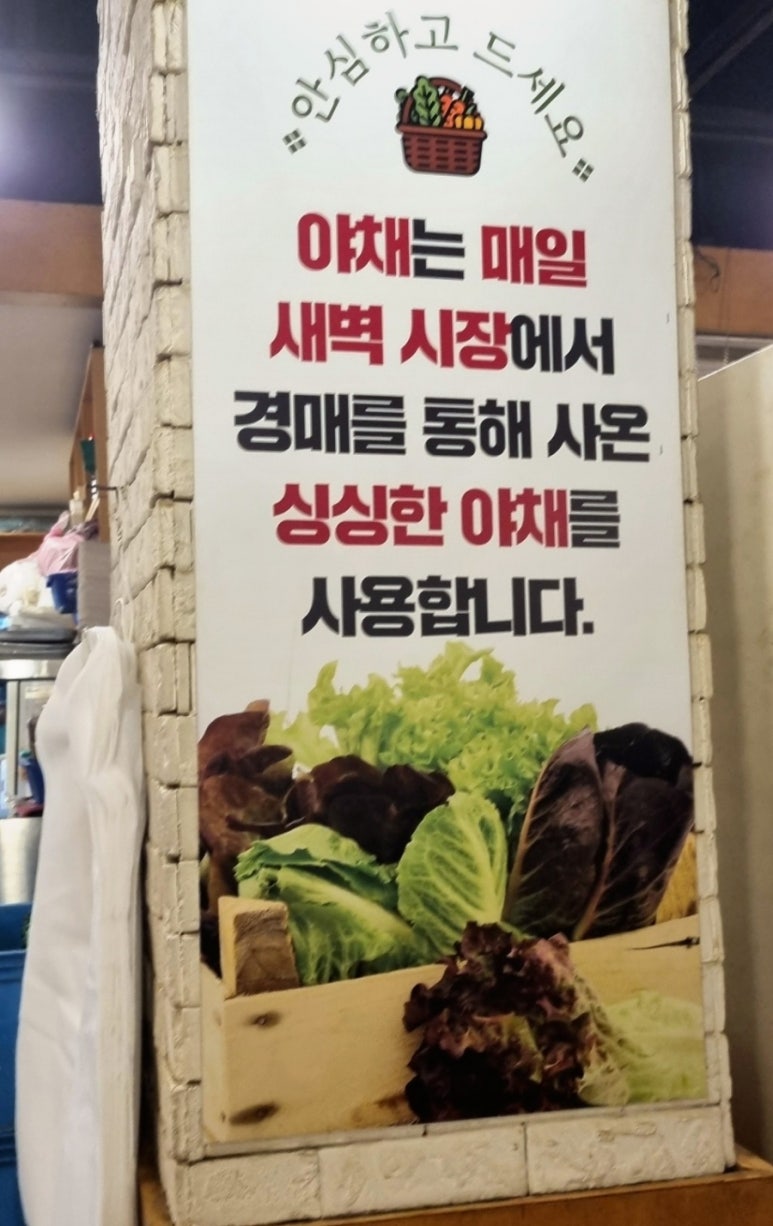 "안심하고 드세요"
야채는 매일
새벽 시장에서
경매를 통해 사온
싱싱한 야채를
사용합니다.